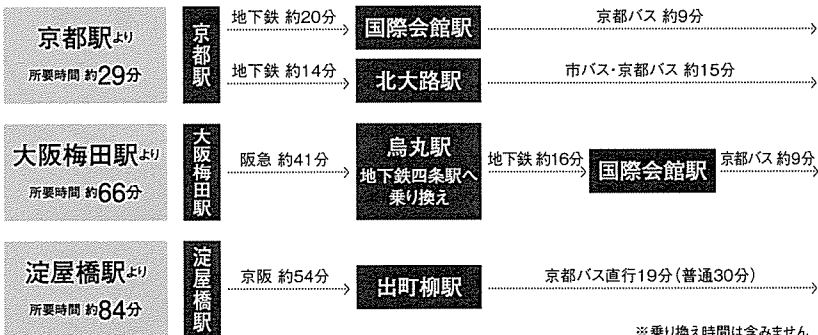 京都駅より
所要時間 約29分
京都駅
地下鉄 約20分
国際会館駅
京都バス 約9分
地下鉄 約14分
北大路駅
市バス・京都バス 約15分
大阪梅田駅より
所要時間 約66分
大阪梅田駅
阪急 約41分
烏丸駅
地下鉄四条駅へ
乗り換え
地下鉄 約16分
国際会館駅
京都バス 約9分
淀屋橋駅より
所要時間 約84分
淀屋橋駅
京阪 約54分
出町柳駅
京都バス直行19分(普通30分)
※乗り換え時間は含みません